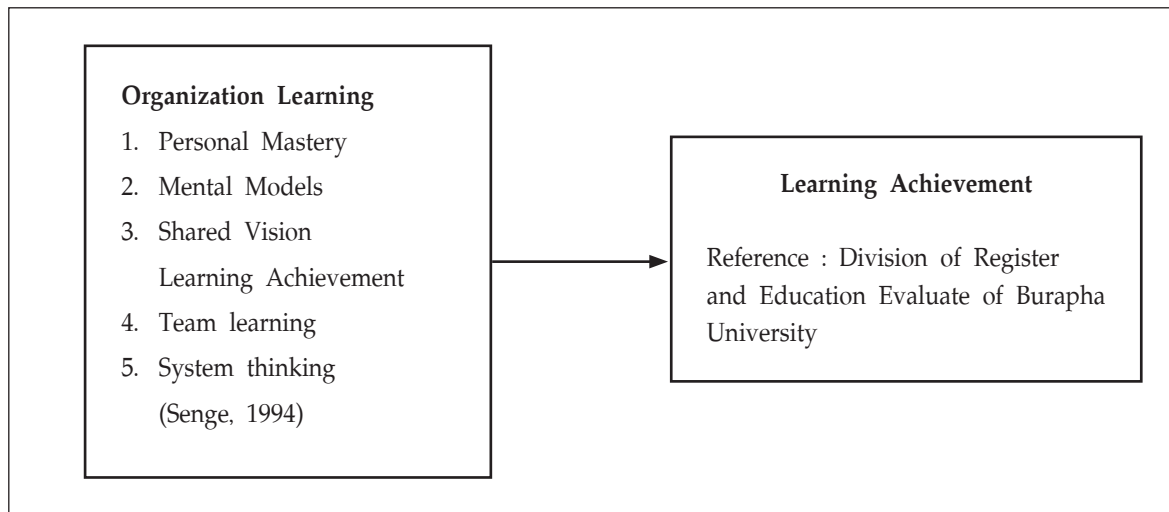 Organization Learning
1. Personal Mastery
2. Mental Models
3. Shared Vision
Learning Achievement
4. Team learning
5. System thinking
(Senge, 1994)
Learning Achievement
Reference : Division of Register
and Education Evaluate of Burapha
University